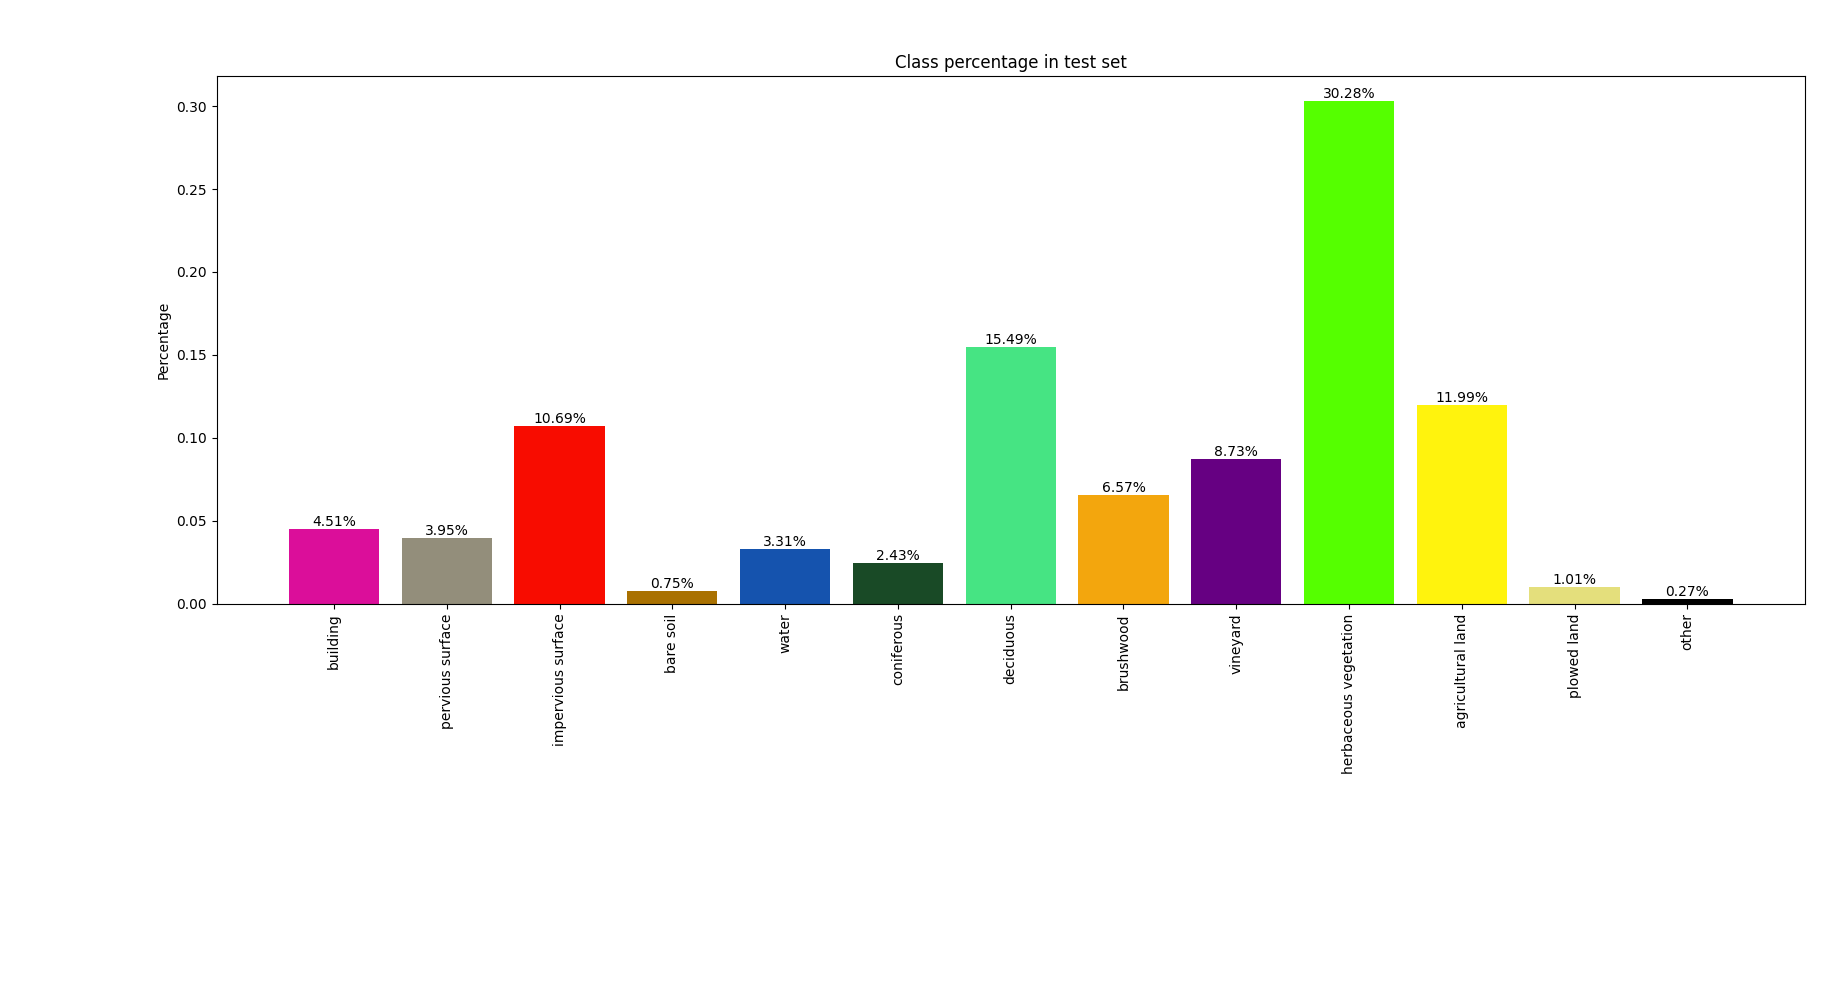 Class percentage in test set
Percentage
0.30
0.25
0.20
0.15
0.10
0.05
0.00
4.51%
3.95%
10.69%
0.75%
3.31%
2.43%
15.49%
6.57%
8.73%
30.28%
11.99%
1.01%
0.27%
building
pervious surface
impervious surface
bare soil
water
coniferous
deciduous
brushwood
vineyard
herbaceous vegetation
agricultural land
plowed land
other